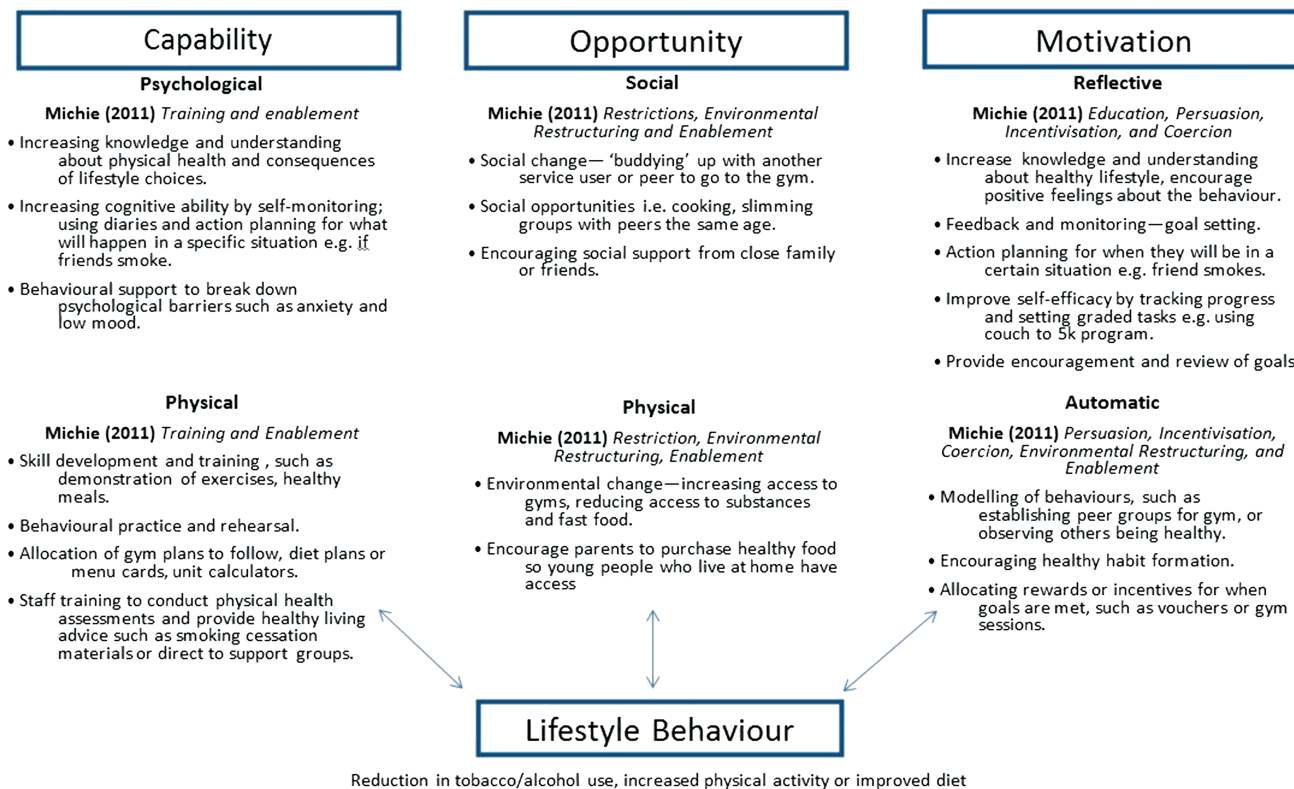 Capability
Psychological
Michie (2011) Training and enablement
• Increasing knowledge and understanding
about physical health and consequences
of lifestyle choices.
• Increasing cognitive ability by self-monitoring;
using diaries and action planning for what
will happen in a specific situation e.g. if
friends smoke.
• Behavioural support to break down
psychological barriers such as anxiety and
low mood.
Physical
Michie (2011) Training and Enablement
• Skill development and training , such as
demonstration of exercises, healthy
meals.
• Behavioural practice and rehearsal.
• Allocation of gym plans to follow, diet plans or
menu cards, unit calculators.
• Staff training to conduct physical health
assessments and provide healthy living
advice such as smoking cessation
materials or direct to support groups.
Opportunity
Social
Michie (2011) Restrictions, Environmental
Restructuring and Enablement
• Social change— ‘buddying’ up with another
service user or peer to go to the gym.
• Social opportunities i.e. cooking, slimming
groups with peers the same age.
• Encouraging social support from close family
or friends.
Physical
Michie (2011) Restriction, Environmental
Restructuring, Enablement
• Environmental change—increasing access to
gyms, reducing access to substances
and fast food.
• Encourage parents to purchase healthy food
so young people who live at home have
access
Motivation
Reflective
Michie (2011) Education, Persuasion,
Incentivisation, and Coercion
• Increase knowledge and understanding
about healthy lifestyle, encourage
positive feelings about the behaviour.
• Feedback and monitoring—goal setting.
• Action planning for when they will be in a
certain situation e.g. friend smokes.
• Improve self-efficacy by tracking progress
and setting graded tasks e.g. using
couch to 5k program.
• Provide encouragement and review of goals
Automatic
Michie (2011) Persuasion, Incentivisation,
Coercion, Environmental Restructuring, and
Enablement
• Modelling of behaviours, such as
establishing peer groups for gym, or
observing others being healthy.
• Encouraging healthy habit formation.
• Allocating rewards or incentives for when
goals are met, such as vouchers or gym
sessions.
Lifestyle Behaviour
Reduction in tobacco/alcohol use, increased physical activity or improved diet